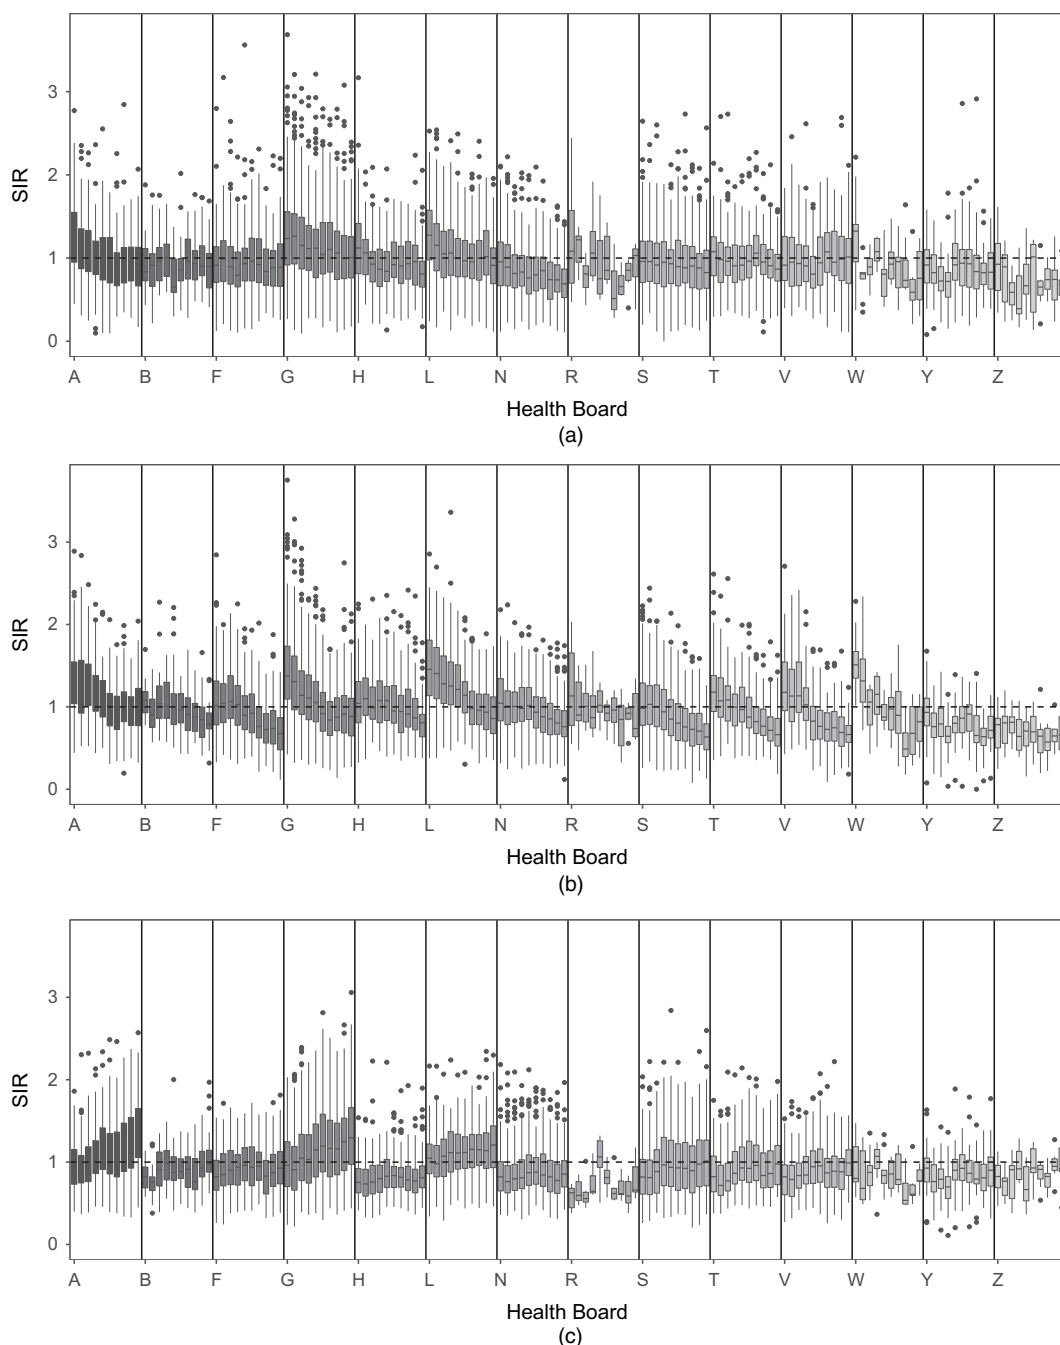 3
2
SIR
1
0
A B F G H L N R S T V W Y Z
Health Board
(a)
3
2
SIR
1
0
A B F G H L N R S T V W Y Z
Health Board
(b)
3
2
SIR
1
0
A B F G H L N R S T V W Y Z
Health Board
(c)